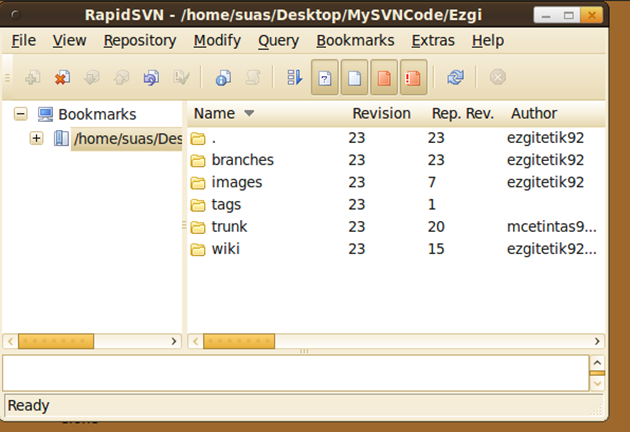 RapidSVN - /home/suas/Desktop/MySVNCode/Ezgi
File View Repository Modify Query Bookmarks Extras Help
Bookmarks
/home/suas/Des
Name Revision Rep. Rev. Author
. 23 23 ezgitetik92
branches 23 23 ezgitetik92
images 23 7 ezgitetik92
tags 23 1
trunk 23 20 mcetintas9...
wiki 23 15 ezgitetik92...
Ready